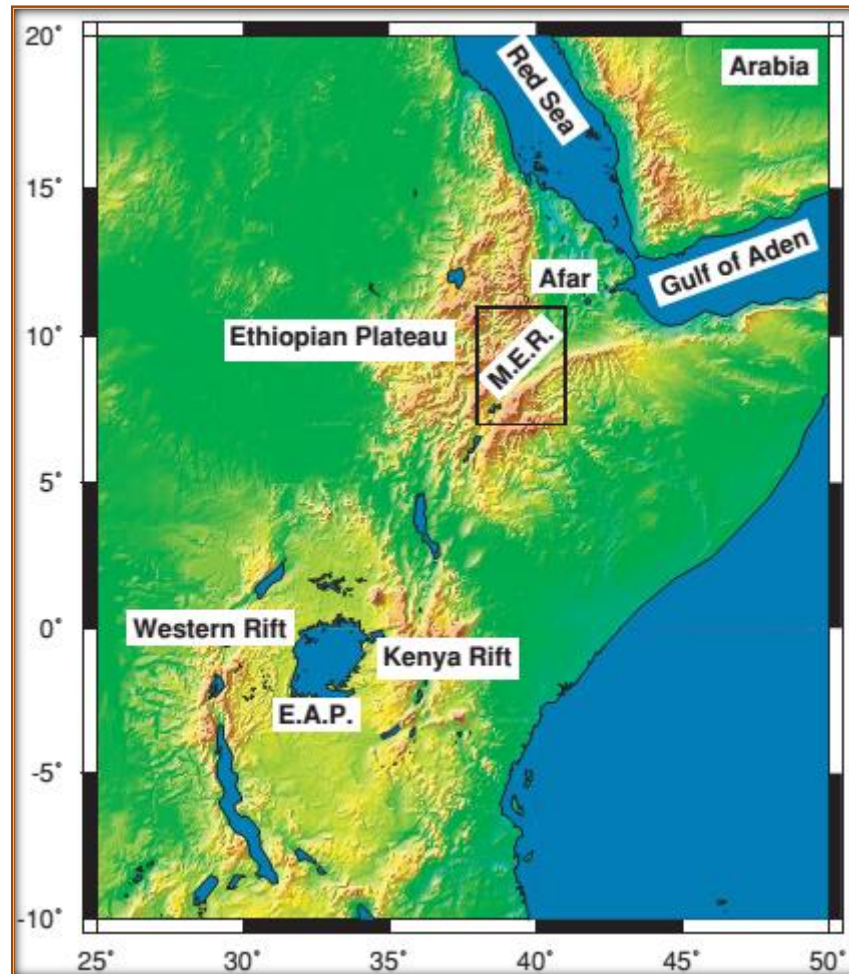 20°
Red Sea
Arabia
15°
Afar
Gulf of Aden
10°
Ethiopian Plateau
M.E.R.
5°
0°
Western Rift
Kenya Rift
E.A.P.
-5°
-10°
25°
30°
35°
40°
45°
50°